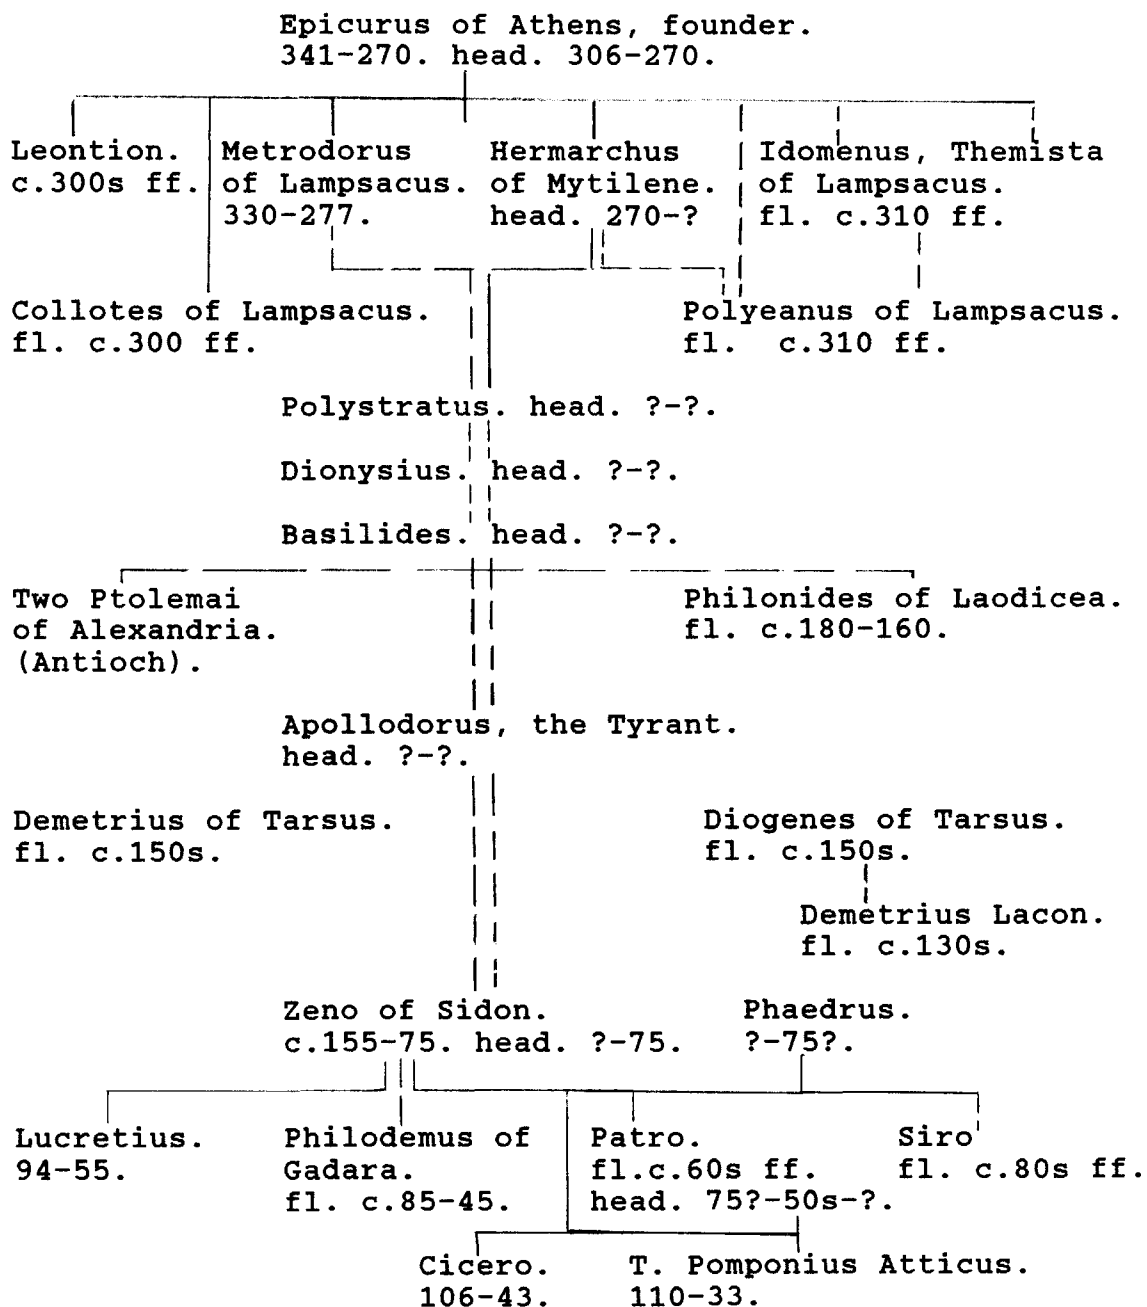 Epicurus of Athens, founder.
341-270. head. 306-270.
Leontion.
c.300s ff.
Metrodorus
of Lampsacus.
330-277.
Hermarchus
of Mytilene.
head. 270-?
Idomenus, Themista
of Lampsacus.
fl. c.310 ff.
Collotes of Lampsacus.
fl. c.300 ff.
Polyeanus of Lampsacus.
fl. c.310 ff.
Polystratus. head. ?-?.
Dionysius. head. ?-?.
Basilides. head. ?-?.
Two Ptolemai
of Alexandria.
(Antioch).
Philonides of Laodicea.
fl. c.180-160.
Apollodorus, the Tyrant.
head. ?-?.
Demetrius of Tarsus.
fl. c.150s.
Diogenes of Tarsus.
fl. c.150s.
Demetrius Lacon.
fl. c.130s.
Zeno of Sidon.
c.155-75. head. ?-75.
Phaedrus.
?-75?.
Lucretius.
94-55.
Philodemus of
Gadara.
fl. c.85-45.
Patro.
fl.c.60s ff.
head. 75?-50s-?.
Siro
fl. c.80s ff.
Cicero.
106-43.
T. Pomponius Atticus.
110-33.